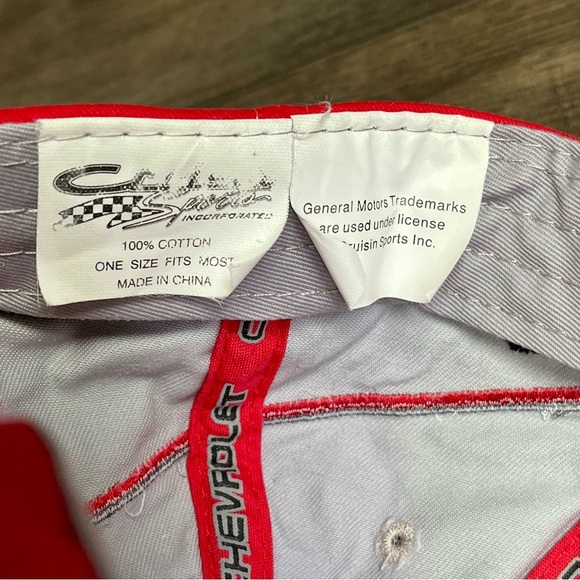 Sports
INCORPORATED
100% COTTON
ONE SIZE FITS MOST
MADE IN CHINA
General Motors Trademarks
are used under license
Cruisin Sports Inc.
CHEVROLET